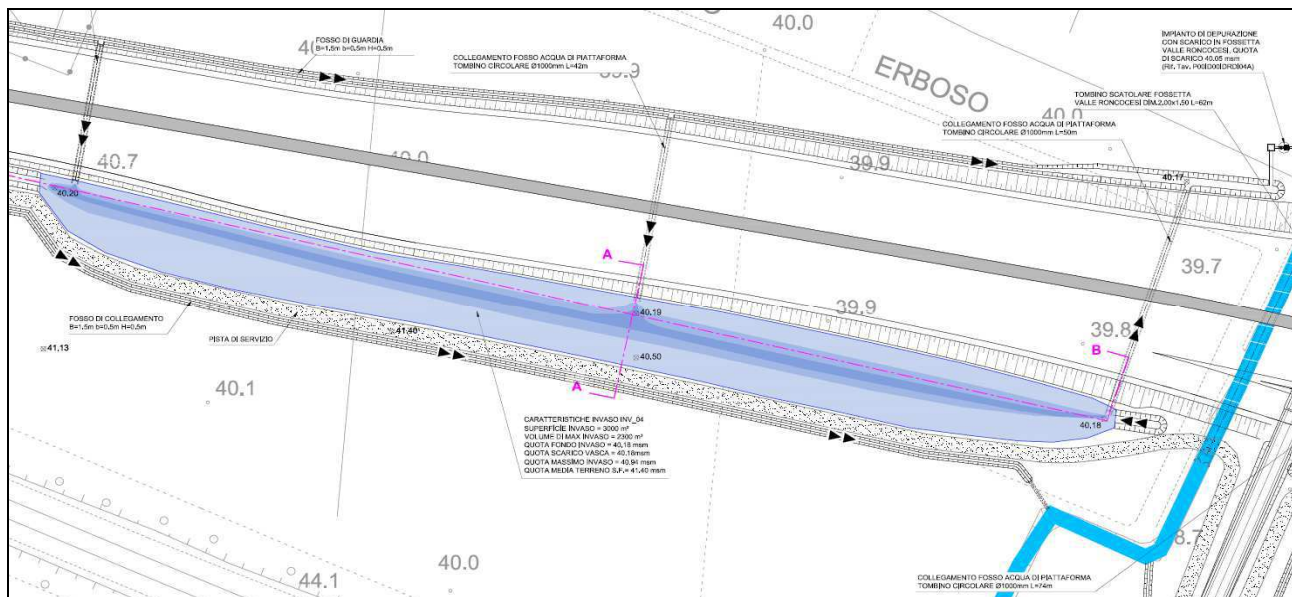 40.0
FOSSO DI GUARDIA
B=1.5m b=0.5m H=0.5m
COLLEGAMENTO FOSSO ACQUA DI PIATTAFORMA
TOMBINO CIRCOLARE Ø1000mm L=42m
39.9
ERBOSO
40.0
IMPIANTO DI DEPURAZIONE
CON SCARICO IN FOSSETTA
VALLE RONCOCESI, QUOTA
DI SCARICO 40.05 msm
TOMBINO SCATOLARE FOSSETTA
VALLE RONCOCESI DIM.2,00x1,50 L=62m
COLLEGAMENTO FOSSO ACQUA DI PIATTAFORMA
TOMBINO CIRCOLARE Ø1000mm L=50m
40.7
39.9
40,17
40,20
A
39.7
39.9
40,19
39.8
B
FOSSO DI COLLEGAMENTO
B=1.5m b=0.5m H=0.5m
PISTA DI SERVIZIO
41,40
41,13
40,50
A
40.1
40,18
CARATTERISTICHE INVASO INV_04
SUPERFICIE INVASO = 3000 m²
VOLUME DI MAX INVASO = 2300 m³
QUOTA FONDO INVASO = 40,18 msm
QUOTA SCARICO VASCA = 40.18msm
QUOTA MASSIMO INVASO = 40,94 msm
QUOTA MEDIA TERRENO S.F.= 41,40 msm
40.0
44.1
8.7
COLLEGAMENTO FOSSO ACQUA DI PIATTAFORMA
TOMBINO CIRCOLARE Ø1000mm L=74m